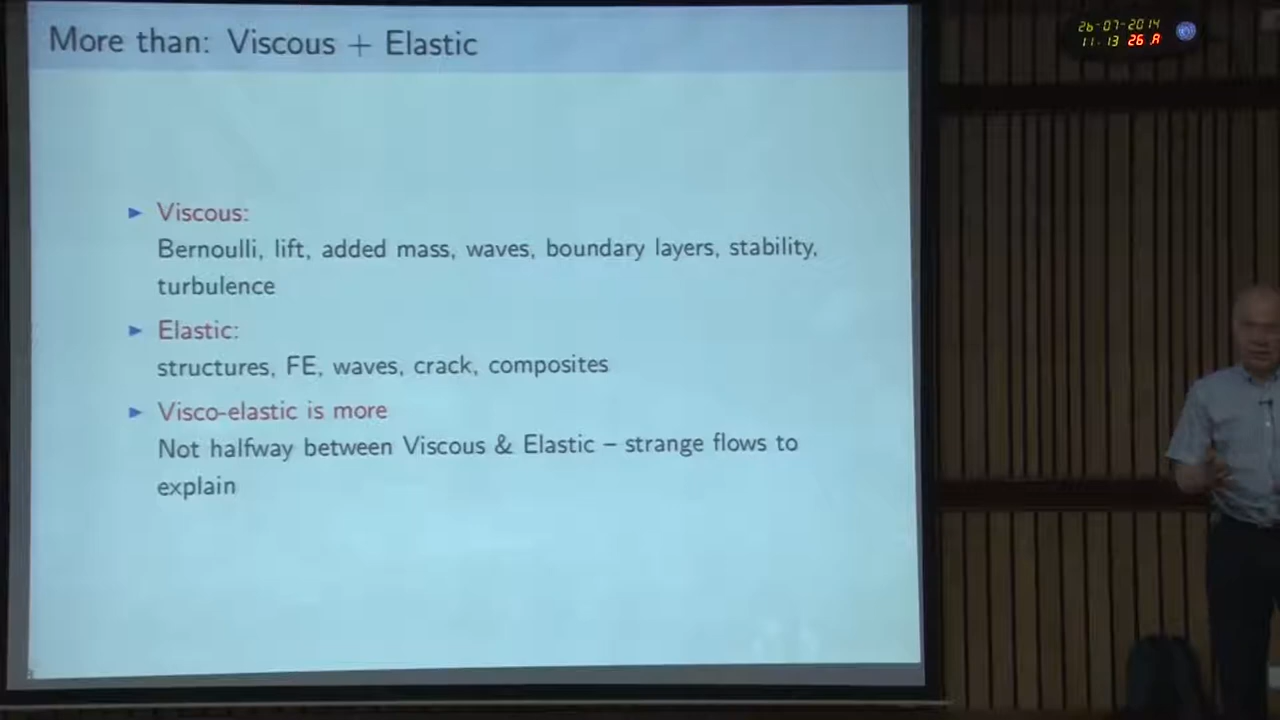 More than: Viscous + Elastic
26-07-2014
11:13 26 A
Viscous:
Bernoulli, lift, added mass, waves, boundary layers, stability,
turbulence
Elastic:
structures, FE, waves, crack, composites
Visco-elastic is more
Not halfway between Viscous & Elastic – strange flows to
explain